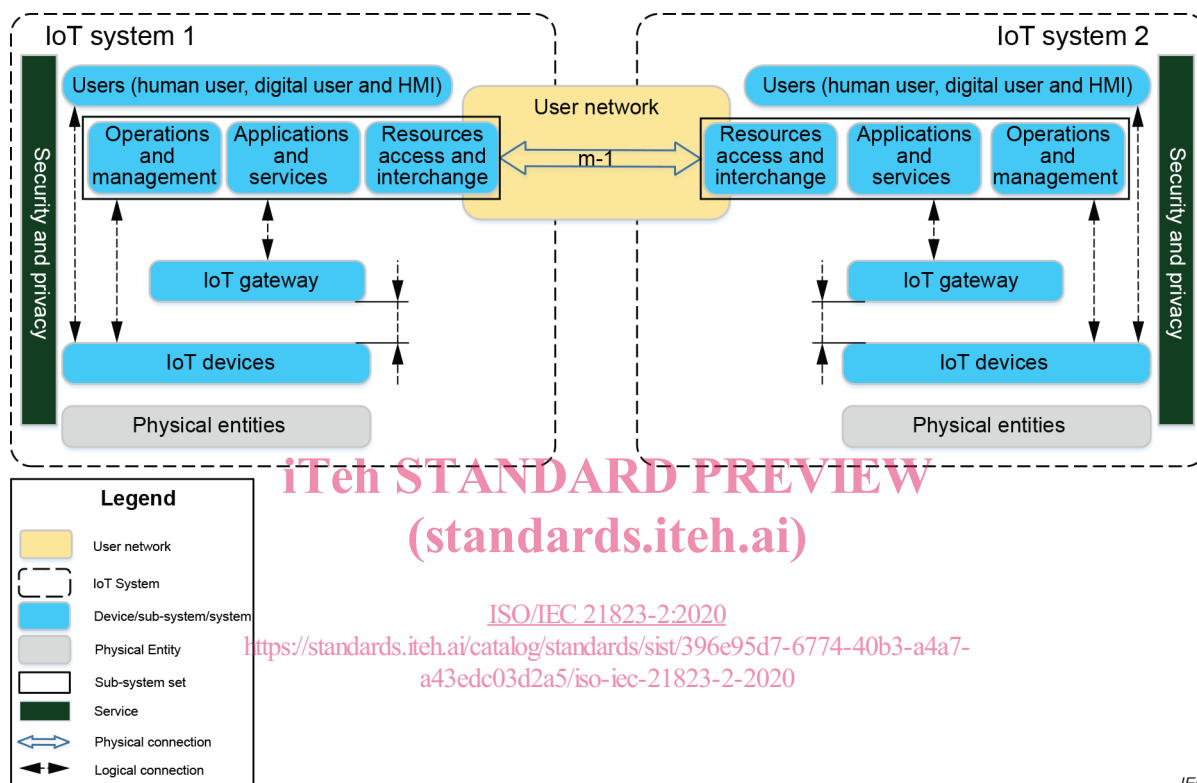 IoT system 1
IoT system 2
Users (human user, digital user and HMI)
Users (human user, digital user and HMI)
User network
Security and privacy
Operations
and
management
Applications
and
services
Resources
access and
interchange
m-1
Resources
access and
interchange
Applications
and
services
Operations
and
management
Security and privacy
IoT gateway
IoT gateway
IoT devices
IoT devices
Physical entities
Physical entities
iTeh STANDARD PREVIEW
(standards.iteh.ai)
ISO/IEC 21823-2:2020
https://standards.iteh.ai/catalog/standards/sist/396e95d7-6774-40b3-a4a7-
a43edc03d2a5/iso-iec-21823-2-2020
Legend
User network
IoT System
Device/sub-system/system
Physical Entity
Sub-system set
Service
Physical connection
Logical connection